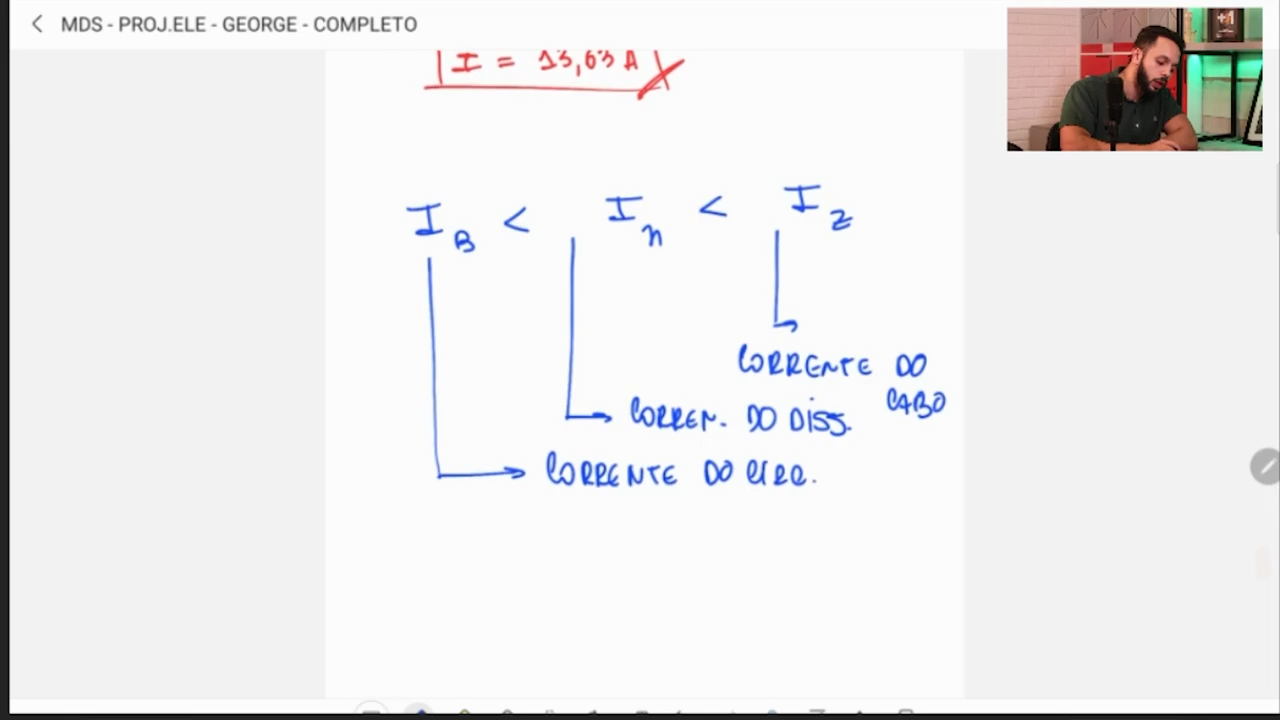 MDS - PROJ.ELE - GEORGE - COMPLETO
I = 13,63 A
I_B < I_n < I_z
CORRENTE DO
CABO
CORREN. DO DISJ.
CORRENTE DO CIRC.